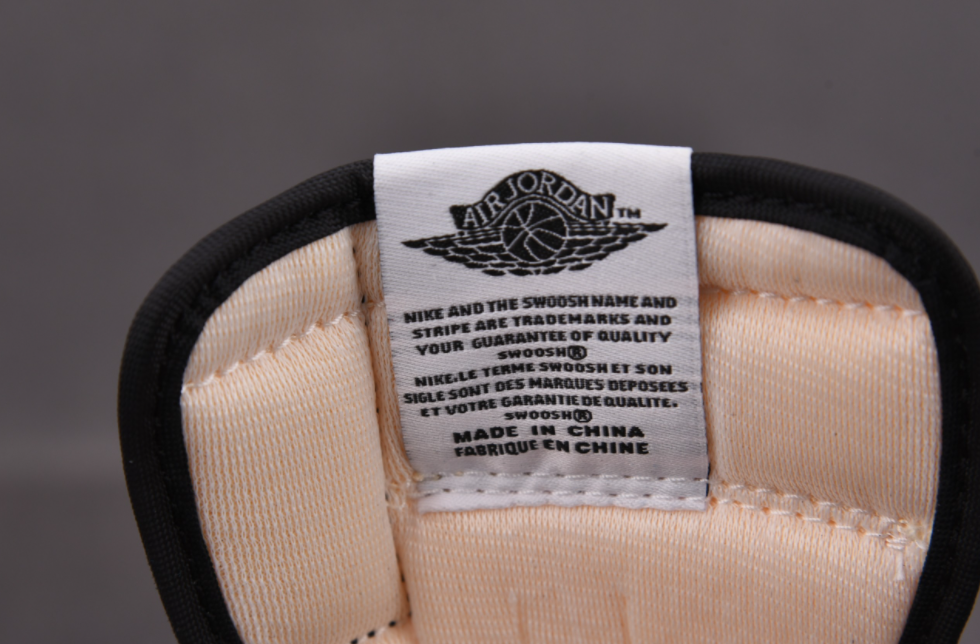 AIR JORDAN TM
NIKE AND THE SWOOSH NAME AND
STRIPE ARE TRADEMARKS AND
YOUR GUARANTEE OF QUALITY
SWOOSH®
NIKE.LE TERME SWOOSH ET SON
SIGLE SONT DES MARQUES DEPOSEES
ET VOTRE GARANTIE DE QUALITE.
SWOOSH®
MADE IN CHINA
FABRIQUE EN CHINE